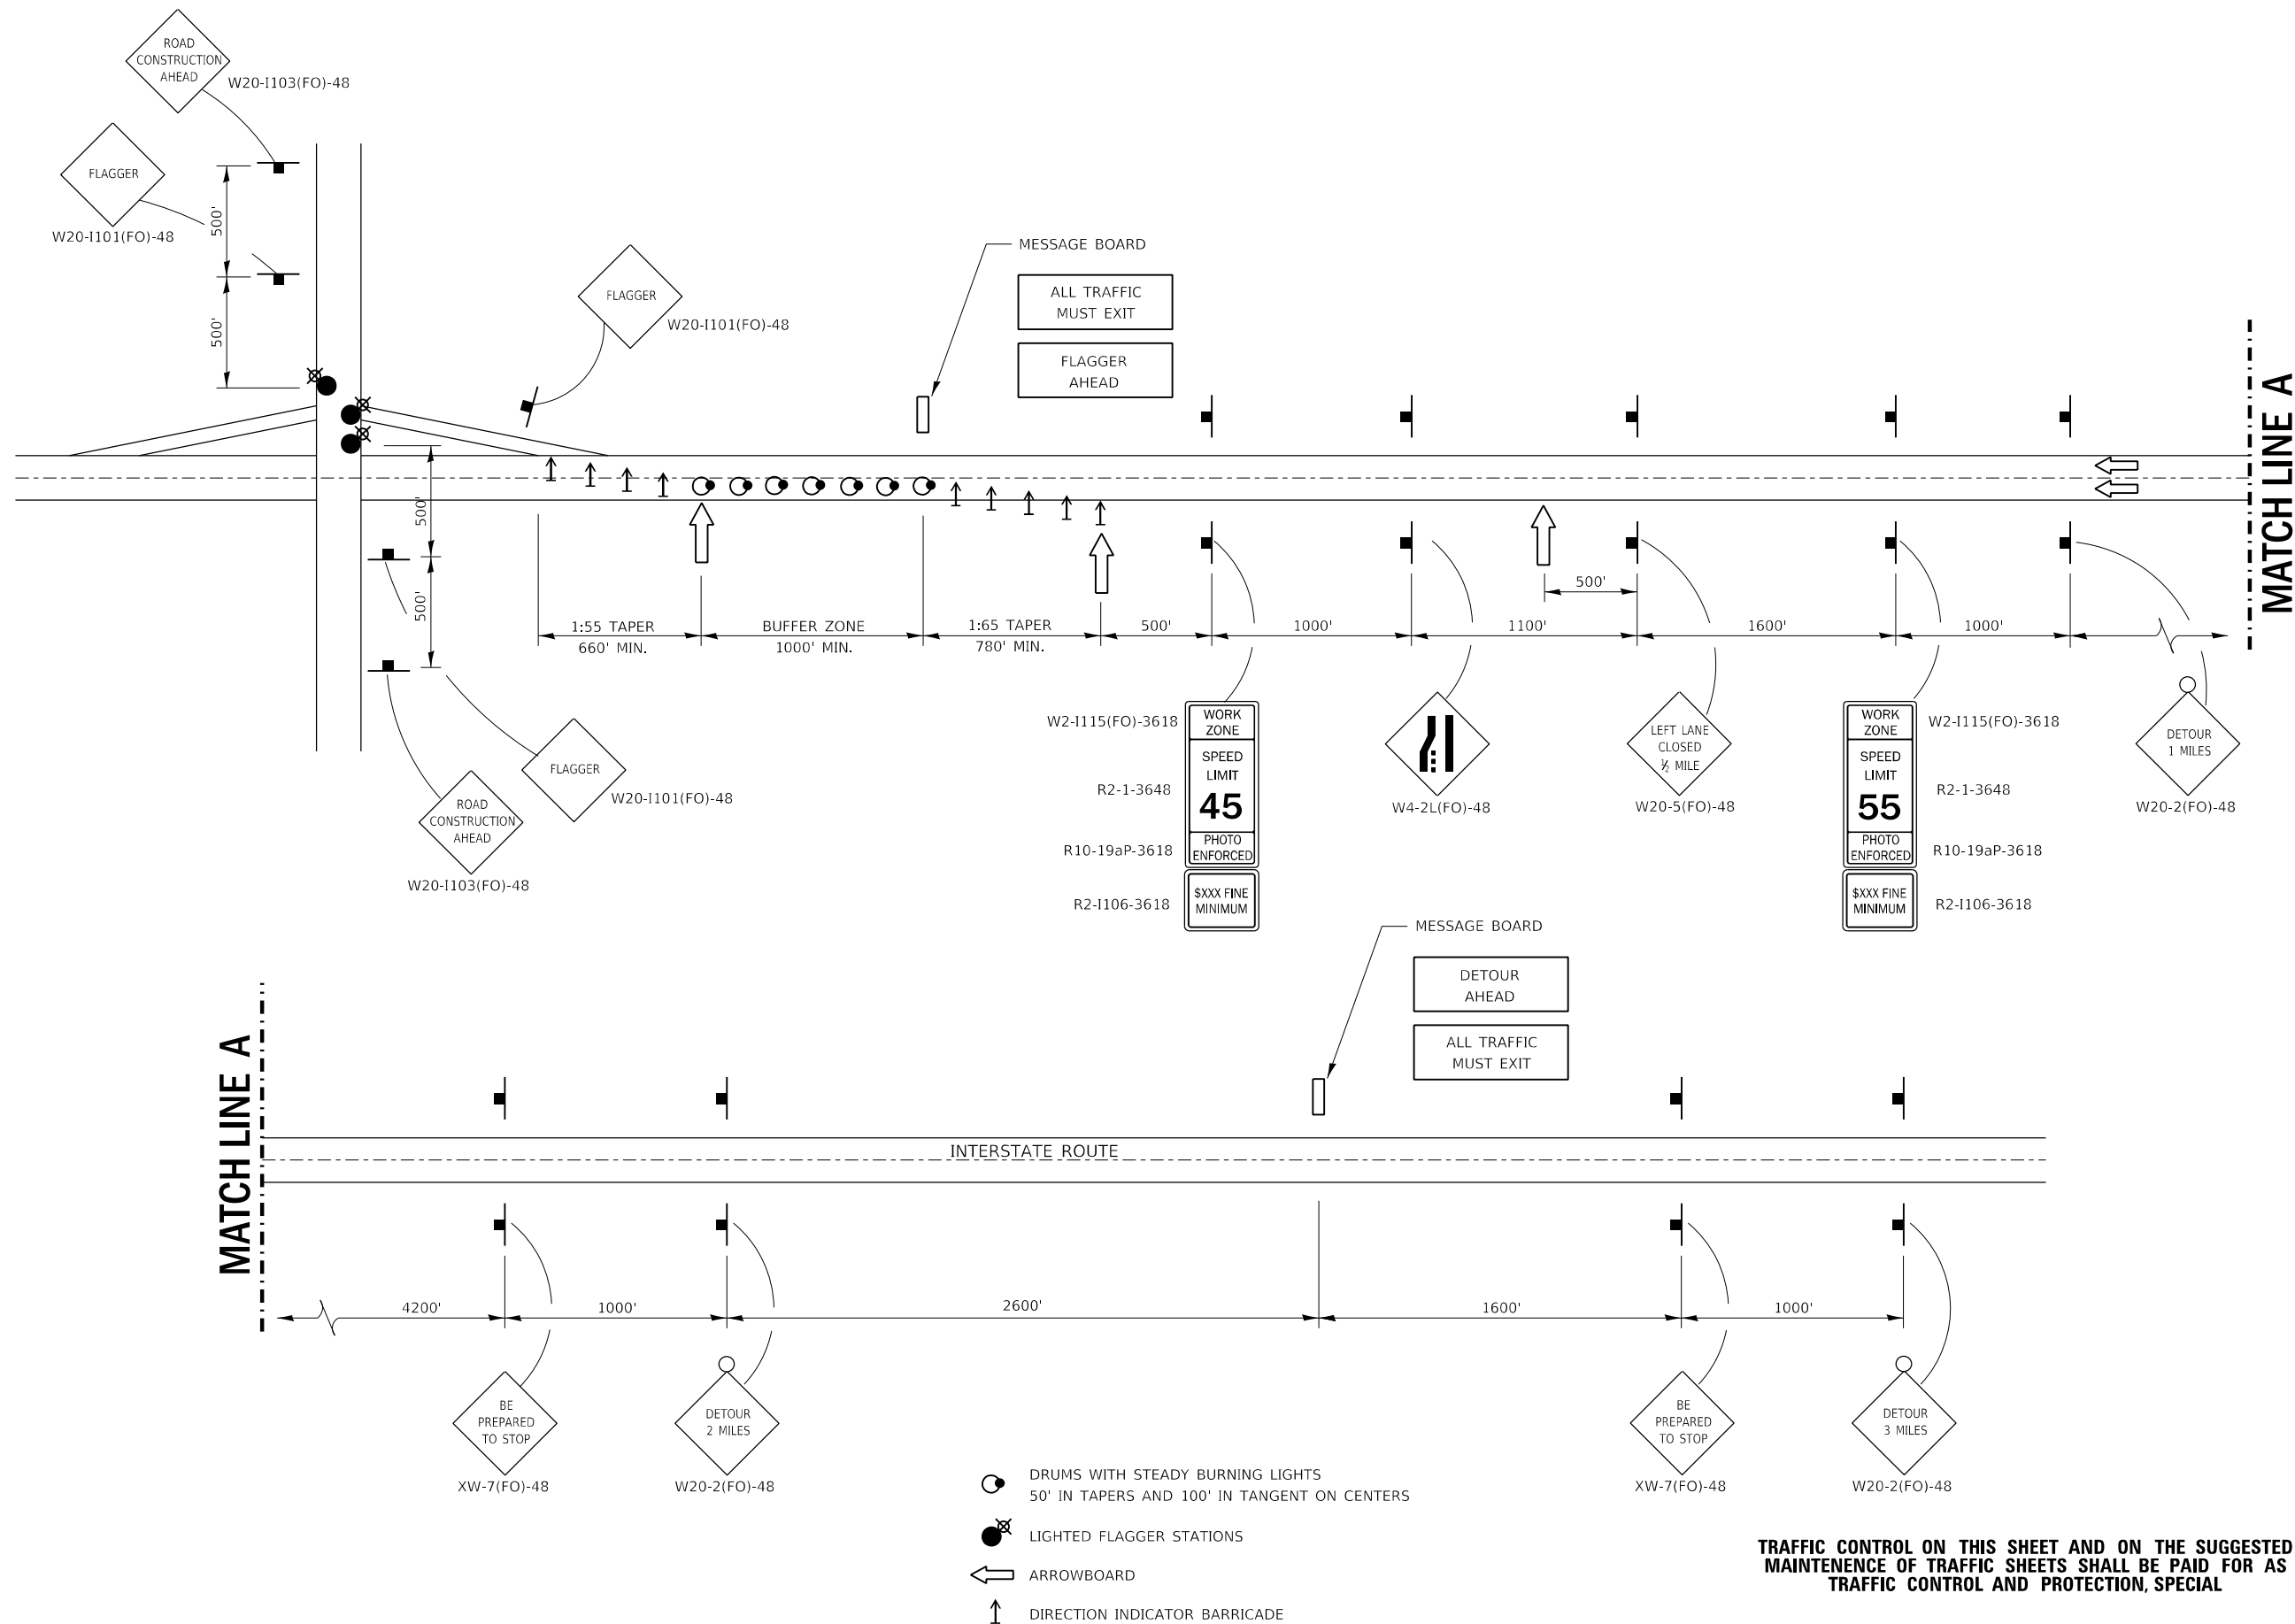 ROAD
CONSTRUCTION
AHEAD
W20-I103(FO)-48
FLAGGER
W20-I101(FO)-48
500'
500'
FLAGGER
W20-I101(FO)-48
MESSAGE BOARD
ALL TRAFFIC
MUST EXIT
FLAGGER
AHEAD
MATCH LINE A
500'
500'
1:55 TAPER
660' MIN.
BUFFER ZONE
1000' MIN.
1:65 TAPER
780' MIN.
500'
1000'
1100'
500'
1600'
1000'
FLAGGER
W20-I101(FO)-48
ROAD
CONSTRUCTION
AHEAD
W20-I103(FO)-48
W2-I115(FO)-3618
R2-1-3648
R10-19aP-3618
R2-I106-3618
WORK
ZONE
SPEED
LIMIT
45
PHOTO
ENFORCED
$XXX FINE
MINIMUM
W4-2L(FO)-48
LEFT LANE
CLOSED
½ MILE
W20-5(FO)-48
WORK
ZONE
SPEED
LIMIT
55
PHOTO
ENFORCED
$XXX FINE
MINIMUM
W2-I115(FO)-3618
R2-1-3648
R10-19aP-3618
R2-I106-3618
DETOUR
1 MILES
W20-2(FO)-48
MESSAGE BOARD
DETOUR
AHEAD
ALL TRAFFIC
MUST EXIT
MATCH LINE A
INTERSTATE ROUTE
4200'
1000'
2600'
1600'
1000'
BE
PREPARED
TO STOP
XW-7(FO)-48
DETOUR
2 MILES
W20-2(FO)-48
BE
PREPARED
TO STOP
XW-7(FO)-48
DETOUR
3 MILES
W20-2(FO)-48
DRUMS WITH STEADY BURNING LIGHTS
50' IN TAPERS AND 100' IN TANGENT ON CENTERS
LIGHTED FLAGGER STATIONS
ARROWBOARD
DIRECTION INDICATOR BARRICADE
TRAFFIC CONTROL ON THIS SHEET AND ON THE SUGGESTED
MAINTENENCE OF TRAFFIC SHEETS SHALL BE PAID FOR AS
TRAFFIC CONTROL AND PROTECTION, SPECIAL